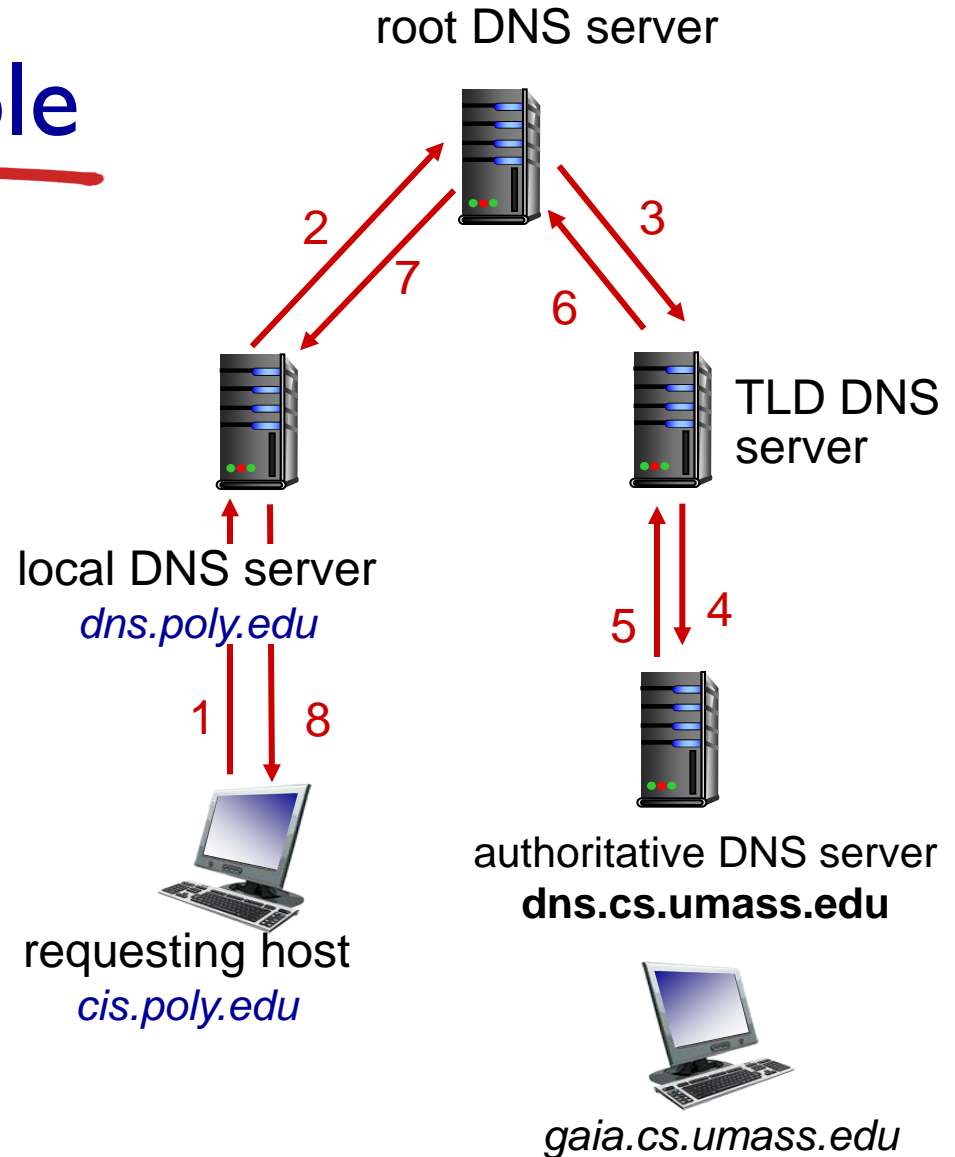 root DNS server
ole
2
3
7
6
TLD DNS
server
local DNS server
dns.poly.edu
5
4
1
8
authoritative DNS server
dns.cs.umass.edu
requesting host
cis.poly.edu
gaia.cs.umass.edu